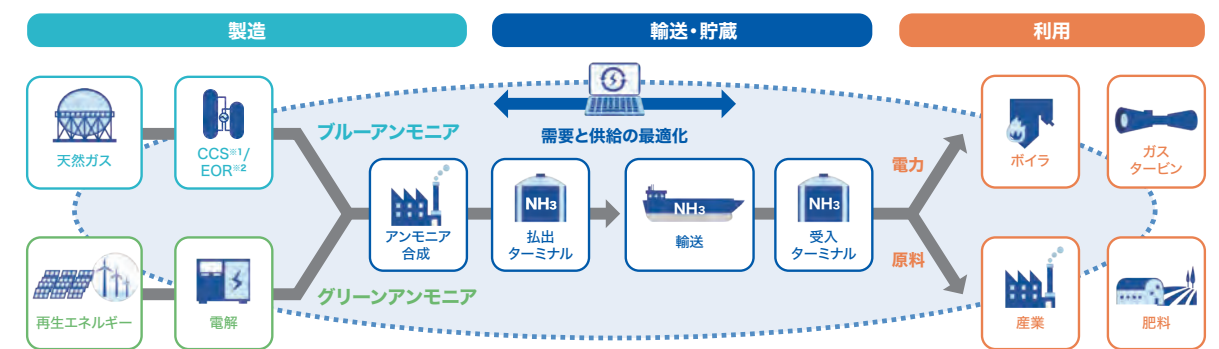 製造
輸送・貯蔵
利用
天然ガス
CCS※1/
EOR※2
ブルーアンモニア
需要と供給の最適化
アンモニア
合成
NH3
払出
ターミナル
NH3
輸送
NH3
受入
ターミナル
電力
原料
ボイラ
ガス
タービン
再生エネルギー
電解
グリーンアンモニア
産業
肥料